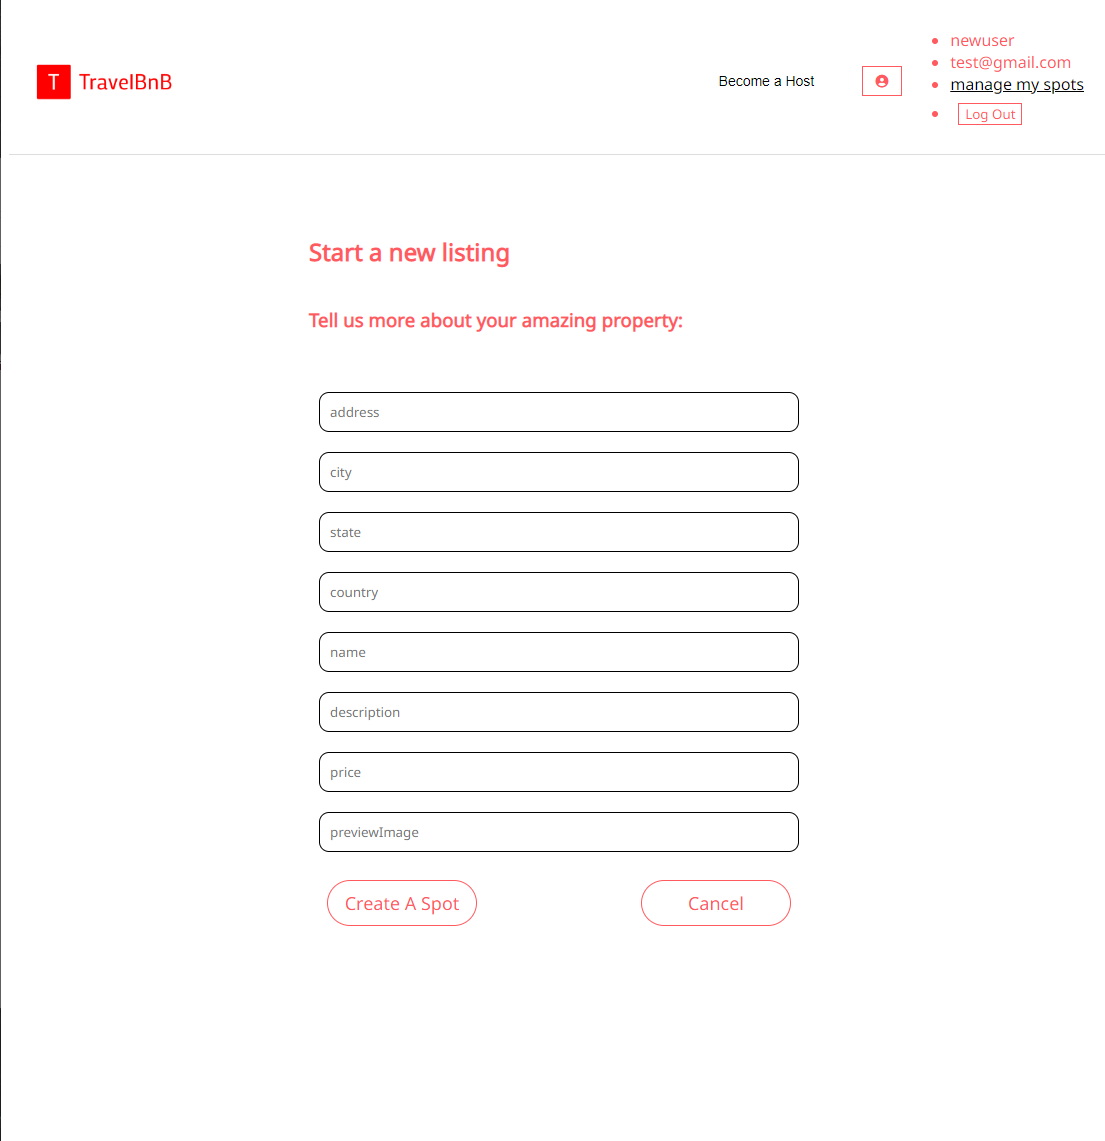 T TravelBnB
Become a Host
newuser
test@gmail.com
manage my spots
Log Out
Start a new listing
Tell us more about your amazing property:
address
city
state
country
name
description
price
previewImage
Create A Spot
Cancel